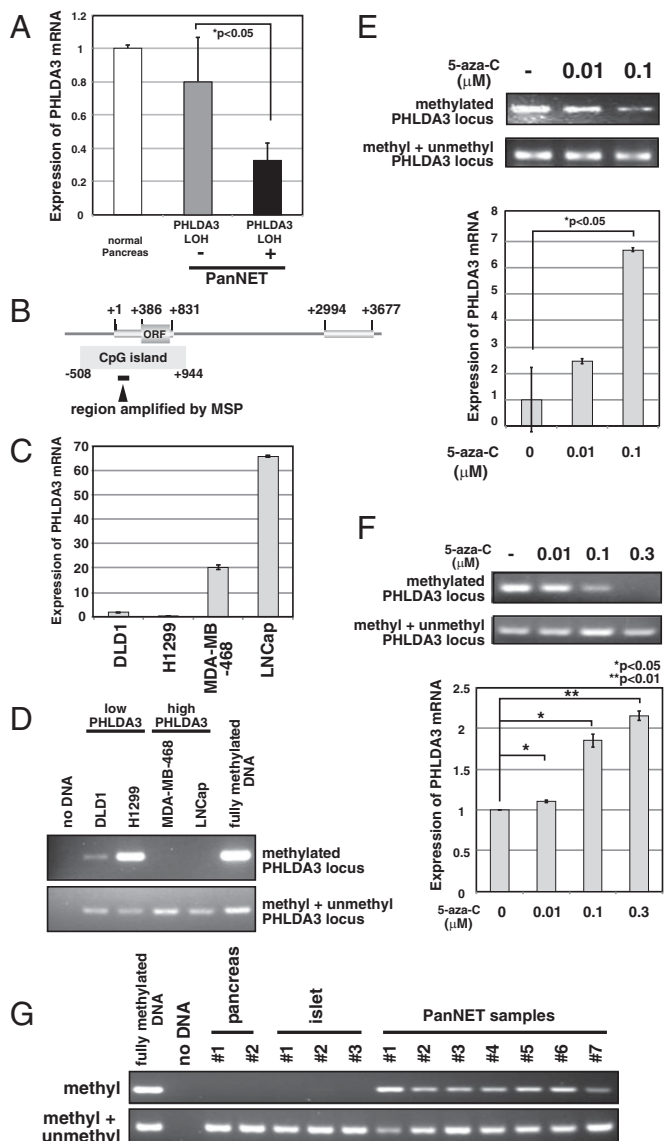 A
Expression of PHLDA3 mRNA
1.2
1
0.8
0.6
0.4
0.2
0
*p<0.05
normal
Pancreas
PHLDA3
LOH
-
PHLDA3
LOH
+
PanNET
B
+1 +386 +831 +2994 +3677
ORF
CpG island
-508 +944
region amplified by MSP
C
Expression of PHLDA3 mRNA
70
60
50
40
30
20
10
0
DLD1
H1299
MDA-MB
-468
LNCap
D
low
PHLDA3
high
PHLDA3
no DNA
DLD1
H1299
MDA-MB-468
LNCap
fully methylated
DNA
methylated
PHLDA3 locus
methyl + unmethyl
PHLDA3 locus
E
5-aza-C
(μM)
- 0.01 0.1
methylated
PHLDA3 locus
methyl + unmethyl
PHLDA3 locus
Expression of PHLDA3 mRNA
8
7
6
5
4
3
2
1
0
*p<0.05
5-aza-C
(μM)
0 0.01 0.1
F
5-aza-C
(μM)
- 0.01 0.1 0.3
methylated
PHLDA3 locus
methyl + unmethyl
PHLDA3 locus
*p<0.05
**p<0.01
Expression of PHLDA3 mRNA
2.5
2
1.5
1
0.5
0
**
*
*
5-aza-C
(μM)
0 0.01 0.1 0.3
G
fully methylated
DNA
no DNA
pancreas
#1 #2
islet
#1 #2 #3
PanNET samples
#1 #2 #3 #4 #5 #6 #7
methyl
methyl +
unmethyl